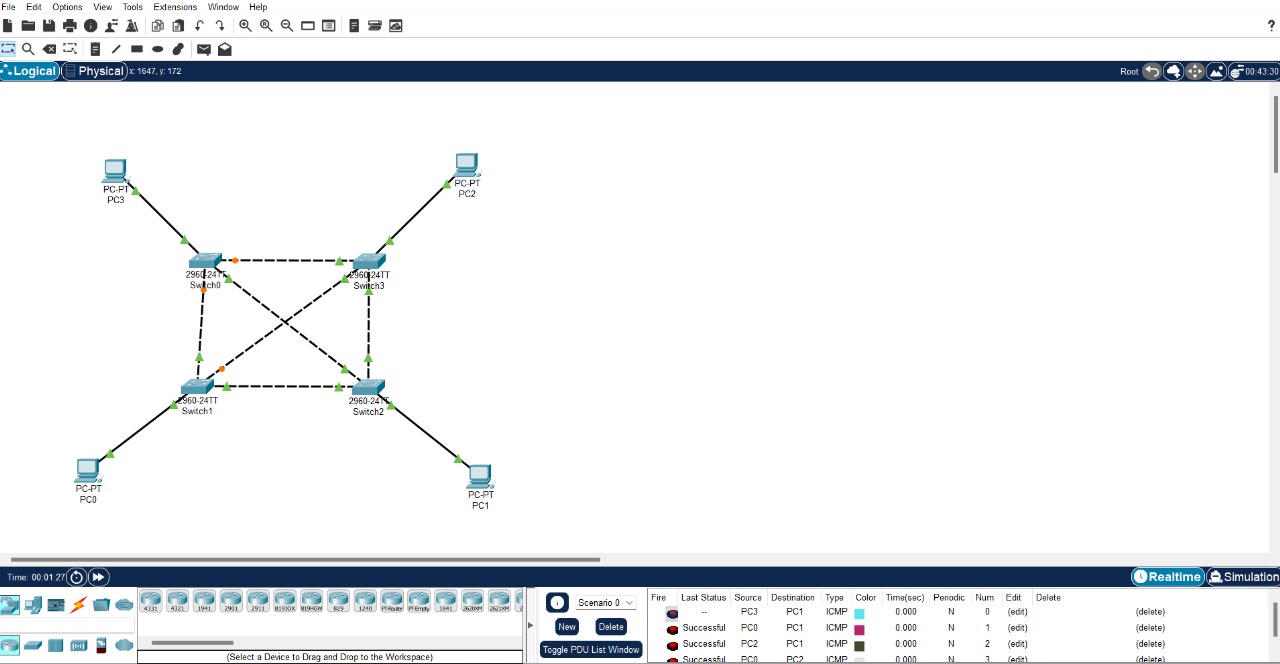 File Edit Options View Tools Extensions Window Help
?
Logical Physical x: 1647, y: 172 Root 00:43:30
PC-PT
PC3
PC-PT
PC2
2960-24TT
Switch0
2960-24TT
Switch3
2960-24TT
Switch1
2960-24TT
Switch2
PC-PT
PC0
PC-PT
PC1
Time: 00:01:27 Realtime Simulation
4331 4321 1941 2901 2911 819IOX 819HGW 829 1240 PT-Router PT-Empty 1841 2620XM 2621XM 2
(Select a Device to Drag and Drop to the Workspace)
Scenario 0
New Delete
Toggle PDU List Window
Fire Last Status Source Destination Type Color Time(sec) Periodic Num Edit Delete
-- PC3 PC1 ICMP 0.000 N 0 (edit) (delete)
Successful PC0 PC1 ICMP 0.000 N 1 (edit) (delete)
Successful PC2 PC1 ICMP 0.000 N 2 (edit) (delete)
Successful PC0 PC2 ICMP 0.000 N 3 (edit) (delete)